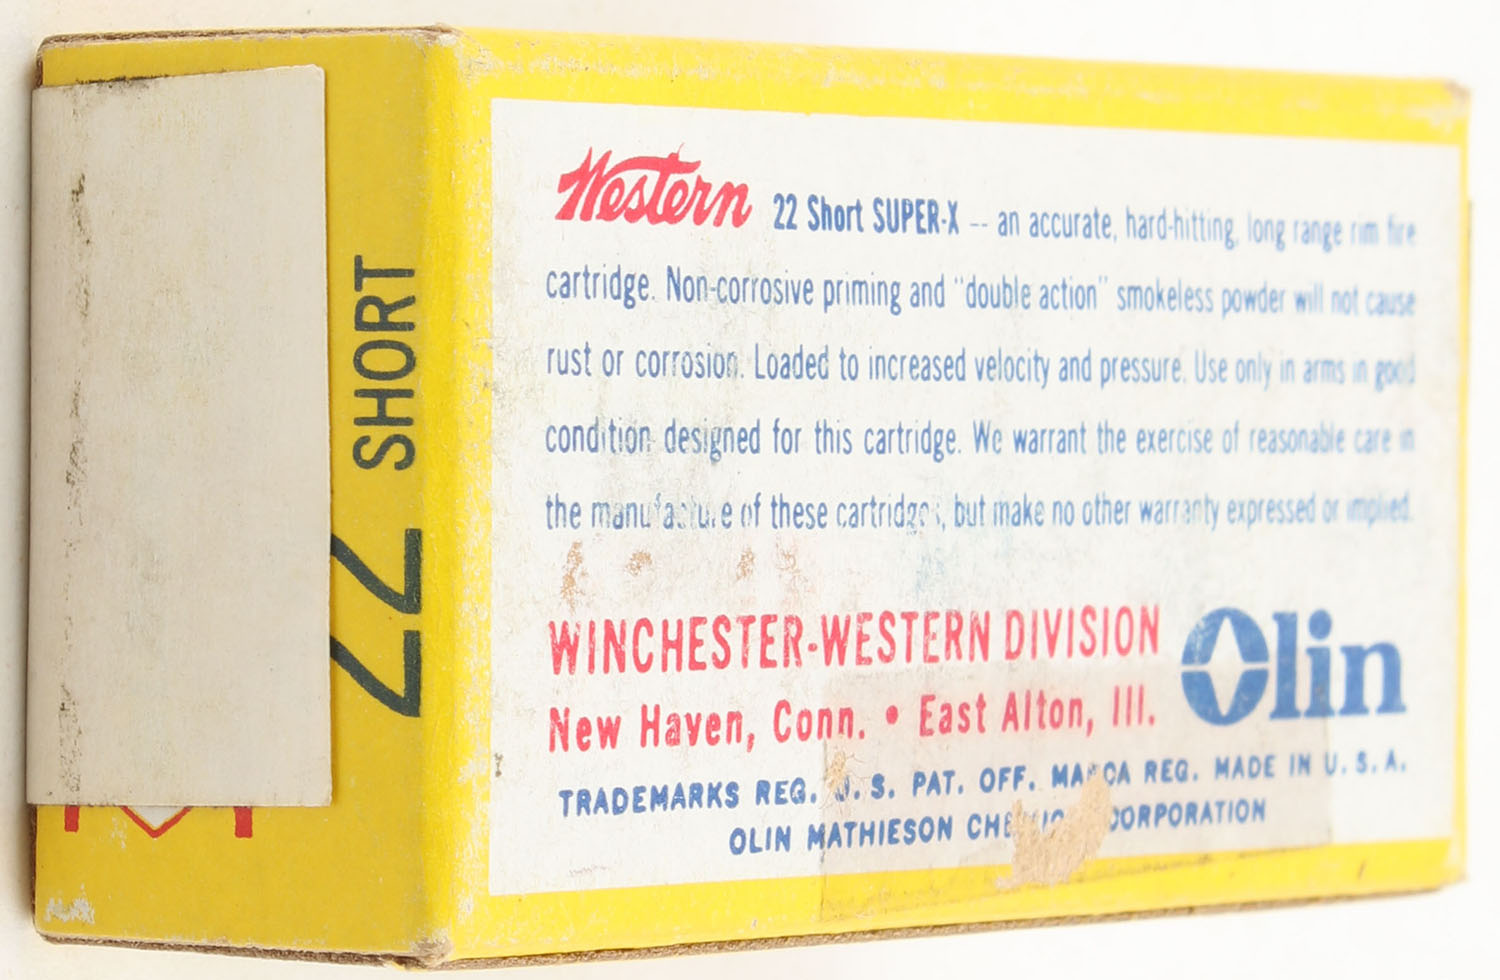 22 SHORT
Western 22 Short SUPER-X -- an accurate, hard-hitting, long range rim fire
cartridge. Non-corrosive priming and "double action" smokeless powder will not cause
rust or corrosion. Loaded to increased velocity and pressure. Use only in arms in good
condition designed for this cartridge. We warrant the exercise of reasonable care in
the manufacture of these cartridges, but make no other warranty expressed or implied.
WINCHESTER-WESTERN DIVISION
New Haven, Conn. • East Alton, Ill.
Olin
TRADEMARKS REG. U. S. PAT. OFF. MARCA REG. MADE IN U. S. A.
OLIN MATHIESON CORPORATION